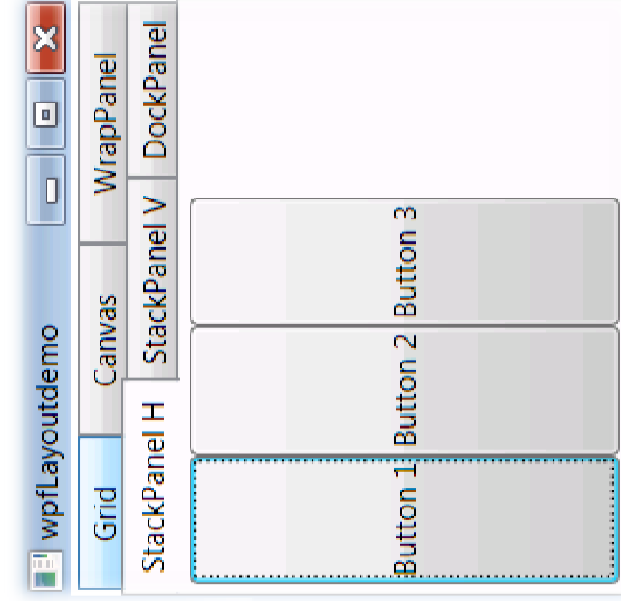 wpfLayoutdemo
Grid Canvas WrapPanel
StackPanel H StackPanel V DockPanel
Button 1 Button 2 Button 3